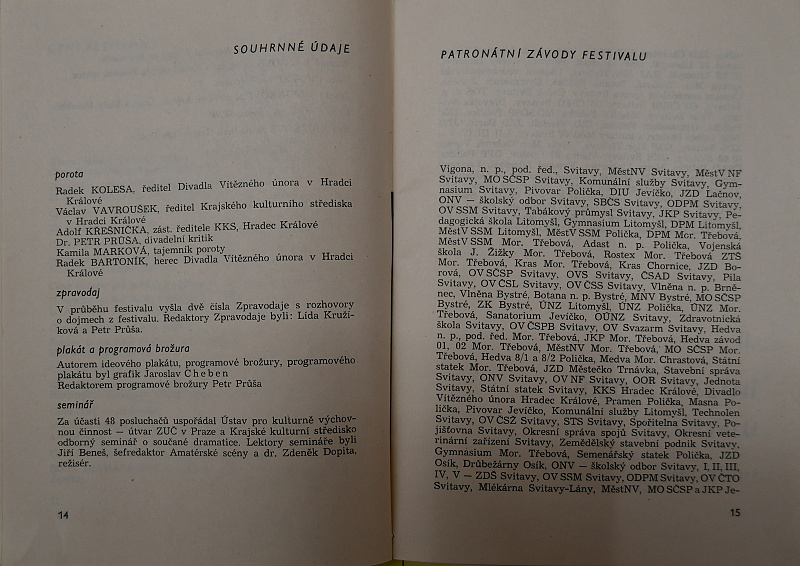 SOUHRNNÉ ÚDAJE
porota
Radek KOLESA, ředitel Divadla Vítězného února v Hradci
Králové
Václav VAVROUŠEK, ředitel Krajského kulturního střediska
v Hradci Králové
Adolf KRESNIČKA, zást. ředitele KKS, Hradec Králové
Dr. PETR PRŮŠA, divadelní kritik
Kamila MARKOVÁ, tajemník poroty
Radek BARTONÍK, herec Divadla Vítězného února v Hradci
Králové
zpravodaj
V průběhu festivalu vyšla dvě čísla Zpravodaje s rozhovory
o dojmech z festivalu. Redaktory Zpravodaje byli: Lída Kruží-
ková a Petr Průša.
plakát a programová brožura
Autorem ideového plakátu, programové brožury, programového
plakátu byl grafik Jaroslav Cheben
Redaktorem programové brožury Petr Průša
seminář
Za účasti 48 posluchačů uspořádal Ústav pro kulturně výchov-
nou činnost — útvar ZUČ v Praze a Krajské kulturní středisko
odborný seminář o součané dramatice. Lektory semináře byli
Jiří Beneš, šefredaktor Amatérské scény a dr. Zdeněk Dopita,
režisér.
14
PATRONÁTNÍ ZÁVODY FESTIVALU
Vigona, n. p., pod. řed., Svitavy, MěstNV Svitavy, MěstV NF
Svitavy, MO SČSP Svitavy, Komunální služby Svitavy, Gym-
nasium Svitavy, Pivovar Polička, DIU Jevíčko, JZD Lačnov,
ONV — školský odbor Svitavy, SBČS Svitavy, ODPM Svitavy,
OV SSM Svitavy, Tabákový průmysl Svitavy, JKP Svitavy, Pe-
dagogická škola Litomyšl, Gymnasium Litomyšl, DPM Litomyšl,
MěstV SSM Litomyšl, MěstV SSM Polička, DPM Mor. Třebová,
MěstV SSM Mor. Třebová, Adast n. p. Polička, Vojenská
škola J. Žižky Mor. Třebová, Rostex Mor. Třebová ZTŠ
Mor. Třebová, Kras Mor. Třebová, Kras Chornice, JZD Bo-
rová, OV SČSP Svitavy, OVS Svitavy, ČSAD Svitavy, Pila
Svitavy, OV ČSL Svitavy, OV ČSS Svitavy, Vlněna n. p. Brně-
nec, Vlněna Bystré, Botana n. p. Bystré, MNV Bystré, MO SČSP
Bystré, ZK Bystré, ÚNZ Litomyšl, ÚNZ Polička, ÚNZ Mor.
Třebová, Sanatorium Jevíčko, OÚNZ Svitavy, Zdravotnická
škola Svitavy, OV ČSPB Svitavy, OV Svazarm Svitavy, Hedva
n. p., pod. řed. Mor. Třebová, JKP Mor. Třebová, Hedva závod
01, 02 Mor. Třebová, MěstNV Mor. Třebová, MO SČSP Mor.
Třebová, Hedva 8/1 a 8/2 Polička, Medva Mor. Chrastová, Státní
statek Mor. Třebová, JZD Městečko Trnávka, Stavební správa
Svitavy, ONV Svitavy, OV NF Svitavy, OOR Svitavy, Jednota
Svitavy, Státní statek Svitavy, KKS Hradec Králové, Divadlo
Vítězného února Hradec Králové, Pramen Polička, Masna Po-
lička, Pivovar Jevíčko, Komunální služby Litomyšl, Technolen
Svitavy, OV ČSŽ Svitavy, STS Svitavy, Spořitelna Svitavy, Po-
jišťovna Svitavy, Okresní správa spojů Svitavy, Okresní vete-
rinární zařízení Svitavy, Zemědělský stavební podnik Svitavy,
Gymnasium Mor. Třebová, Semenářský statek Polička, JZD
Osík, Drůbežárny Osík, ONV — školský odbor Svitavy, I, II, III,
IV, V — ZDŠ Svitavy, OV SSM Svitavy, ODPM Svitavy, OV ČTO
Svitavy, Mlékárna Svitavy-Lány, MěstNV, MO SČSP a JKP Je-
15